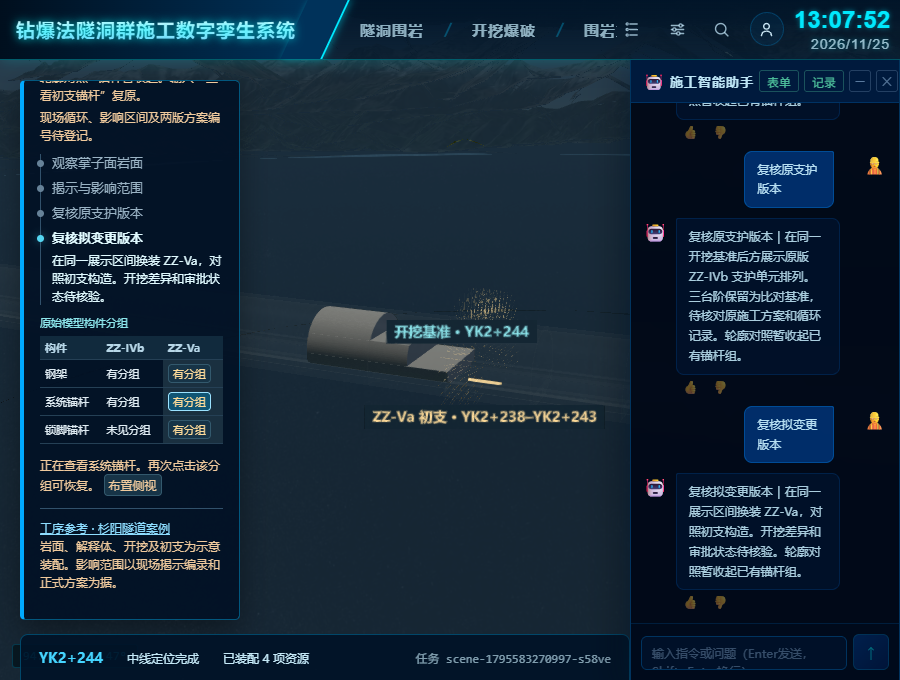 钻爆法隧洞群施工数字孪生系统
隧洞围岩 / 开挖爆破 / 围岩
13:07:52
2026/11/25
看初支锚杆”复原。
现场循环、影响区间及两版方案编
号待登记。
观察掌子面岩面
揭示与影响范围
复核原支护版本
复核拟变更版本
在同一展示区间换装 ZZ-Va，对
照初支构造。开挖差异和审批状
态待核验。
原始模型构件分组
构件 ZZ-IVb ZZ-Va
钢架 有分组 有分组
系统锚杆 有分组 有分组
锁脚锚杆 未见分组 有分组
正在查看系统锚杆。再次点击该分
组可恢复。 布置侧视
工序参考 · 杉阳隧道案例
岩面、解释体、开挖及初支为示意
装配。影响范围以现场揭示编录和
正式方案为据。
开挖基准 · YK2+244
ZZ-Va 初支 · YK2+238–YK2+243
YK2+244 中线定位完成 已装配 4 项资源 任务 scene-1795583270997-s58ve
施工智能助手 表单 记录
复核原支护
版本
复核原支护版本 | 在同一
开挖基准后方展示原版
ZZ-IVb 支护单元排列。
三台阶保留为比对基准，
待核对原施工方案和循环
记录。轮廓对照暂收起已
有锚杆组。
复核拟变更
版本
复核拟变更版本 | 在同一
展示区间换装 ZZ-Va，对
照初支构造。开挖差异和
审批状态待核验。轮廓对
照暂收起已有锚杆组。
输入指令或问题（Enter发送，